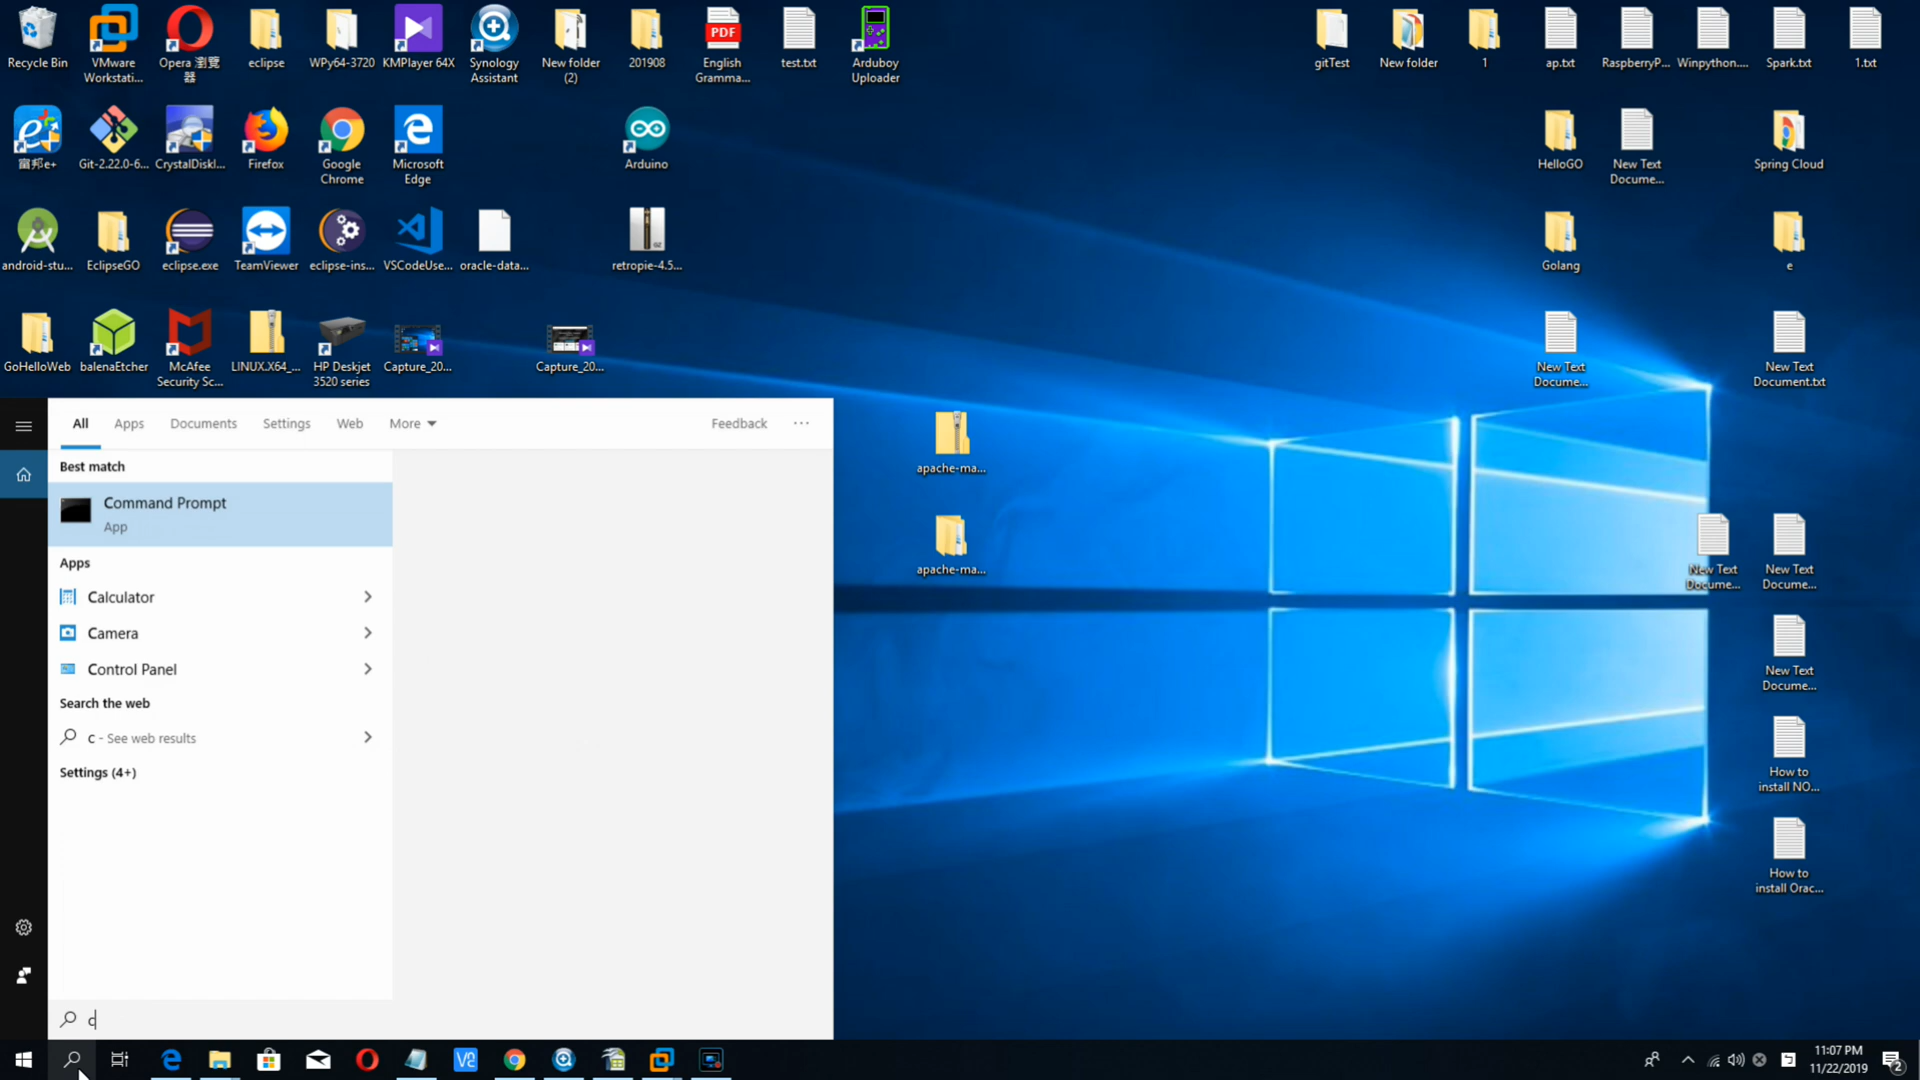 Recycle Bin
VMware
Workstati...
Opera 瀏覽
器
eclipse
WPy64-3720
KMPlayer 64X
Synology
Assistant
New folder
(2)
201908
PDF
English
Gramma...
test.txt
Arduboy
Uploader
gitTest
New folder
1
ap.txt
RaspberryP...
Winpython....
Spark.txt
1.txt
富邦e+
Git-2.22.0-6...
CrystalDiskI...
Firefox
Google
Chrome
Microsoft
Edge
Arduino
HelloGO
New Text
Docume...
Spring Cloud
android-stu...
EclipseGO
eclipse.exe
TeamViewer
eclipse-ins...
VSCodeUse...
oracle-data...
retropie-4.5...
Golang
e
GoHelloWeb
balenaEtcher
McAfee
Security Sc...
LINUX.X64_...
HP Deskjet
3520 series
Capture_20...
Capture_20...
New Text
Docume...
New Text
Document.txt
All
Apps
Documents
Settings
Web
More
Feedback
...
Best match
Command Prompt
App
Apps
Calculator
Camera
Control Panel
Search the web
c - See web results
Settings (4+)
c
apache-ma...
apache-ma...
New Text
Docume...
New Text
Docume...
New Text
Docume...
How to
install NO...
How to
install Orac...
11:07 PM
11/22/2019
2